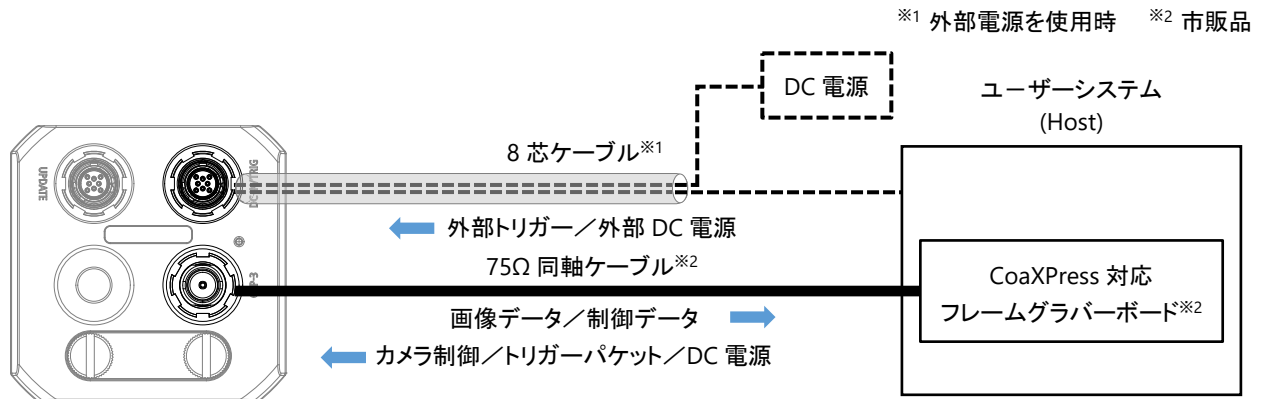 ※1 外部電源を使用時 ※2 市販品
DC 電源
ユーザーシステム
(Host)
8 芯ケーブル※1
UPDATE
外部トリガー／外部 DC 電源
75Ω 同軸ケーブル※2
CoaXPress 対応
フレームグラバーボード※2
画像データ／制御データ
カメラ制御／トリガーパケット／DC 電源